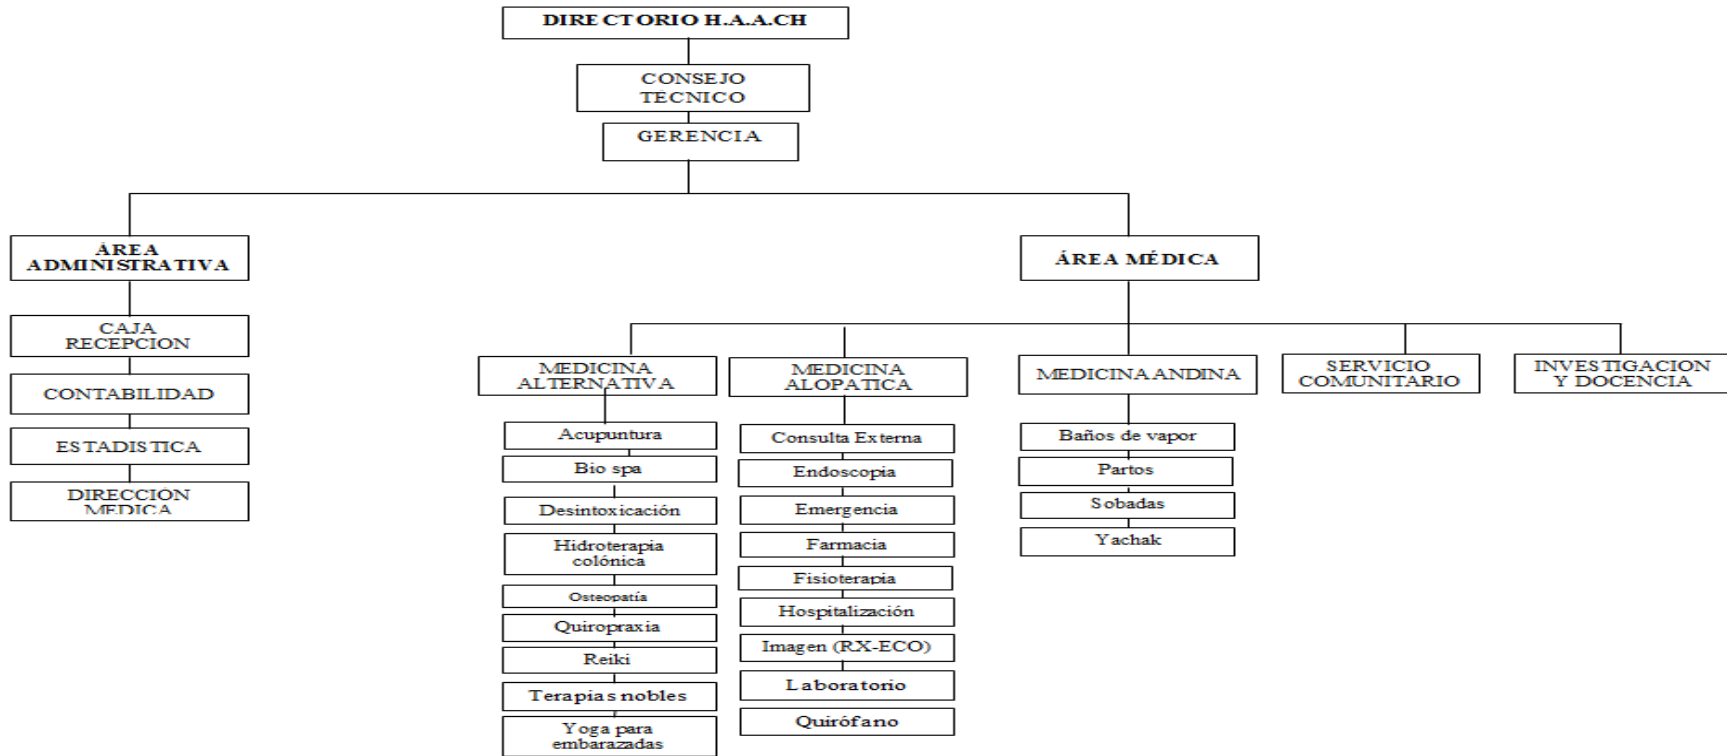 DIRECTORIO H.A.A.CH
CONSEJO
TÉCNICO
GERENCIA
ÁREA
ADMINISTRATIVA
CAJA
RECEPCION
CONTABILIDAD
ESTADISTICA
DIRECCIÓN
MEDICA
ÁREA MÉDICA
MEDICINA
ALTERNATIVA
Acupuntura
Bio spa
Desintoxicación
Hidroterapia
colónica
Osteopatía
Quiropraxia
Reiki
Terapias nobles
Yoga para
embarazadas
MEDICINA
ALOPATICA
Consulta Externa
Endoscopia
Emergencia
Farmacia
Fisioterapia
Hospitalización
Imagen (RX-ECO)
Laboratorio
Quirófano
MEDICINA ANDINA
Baños de vapor
Partos
Sobadas
Yachak
SERVICIO
COMUNITARIO
INVESTIGACION
Y DOCENCIA